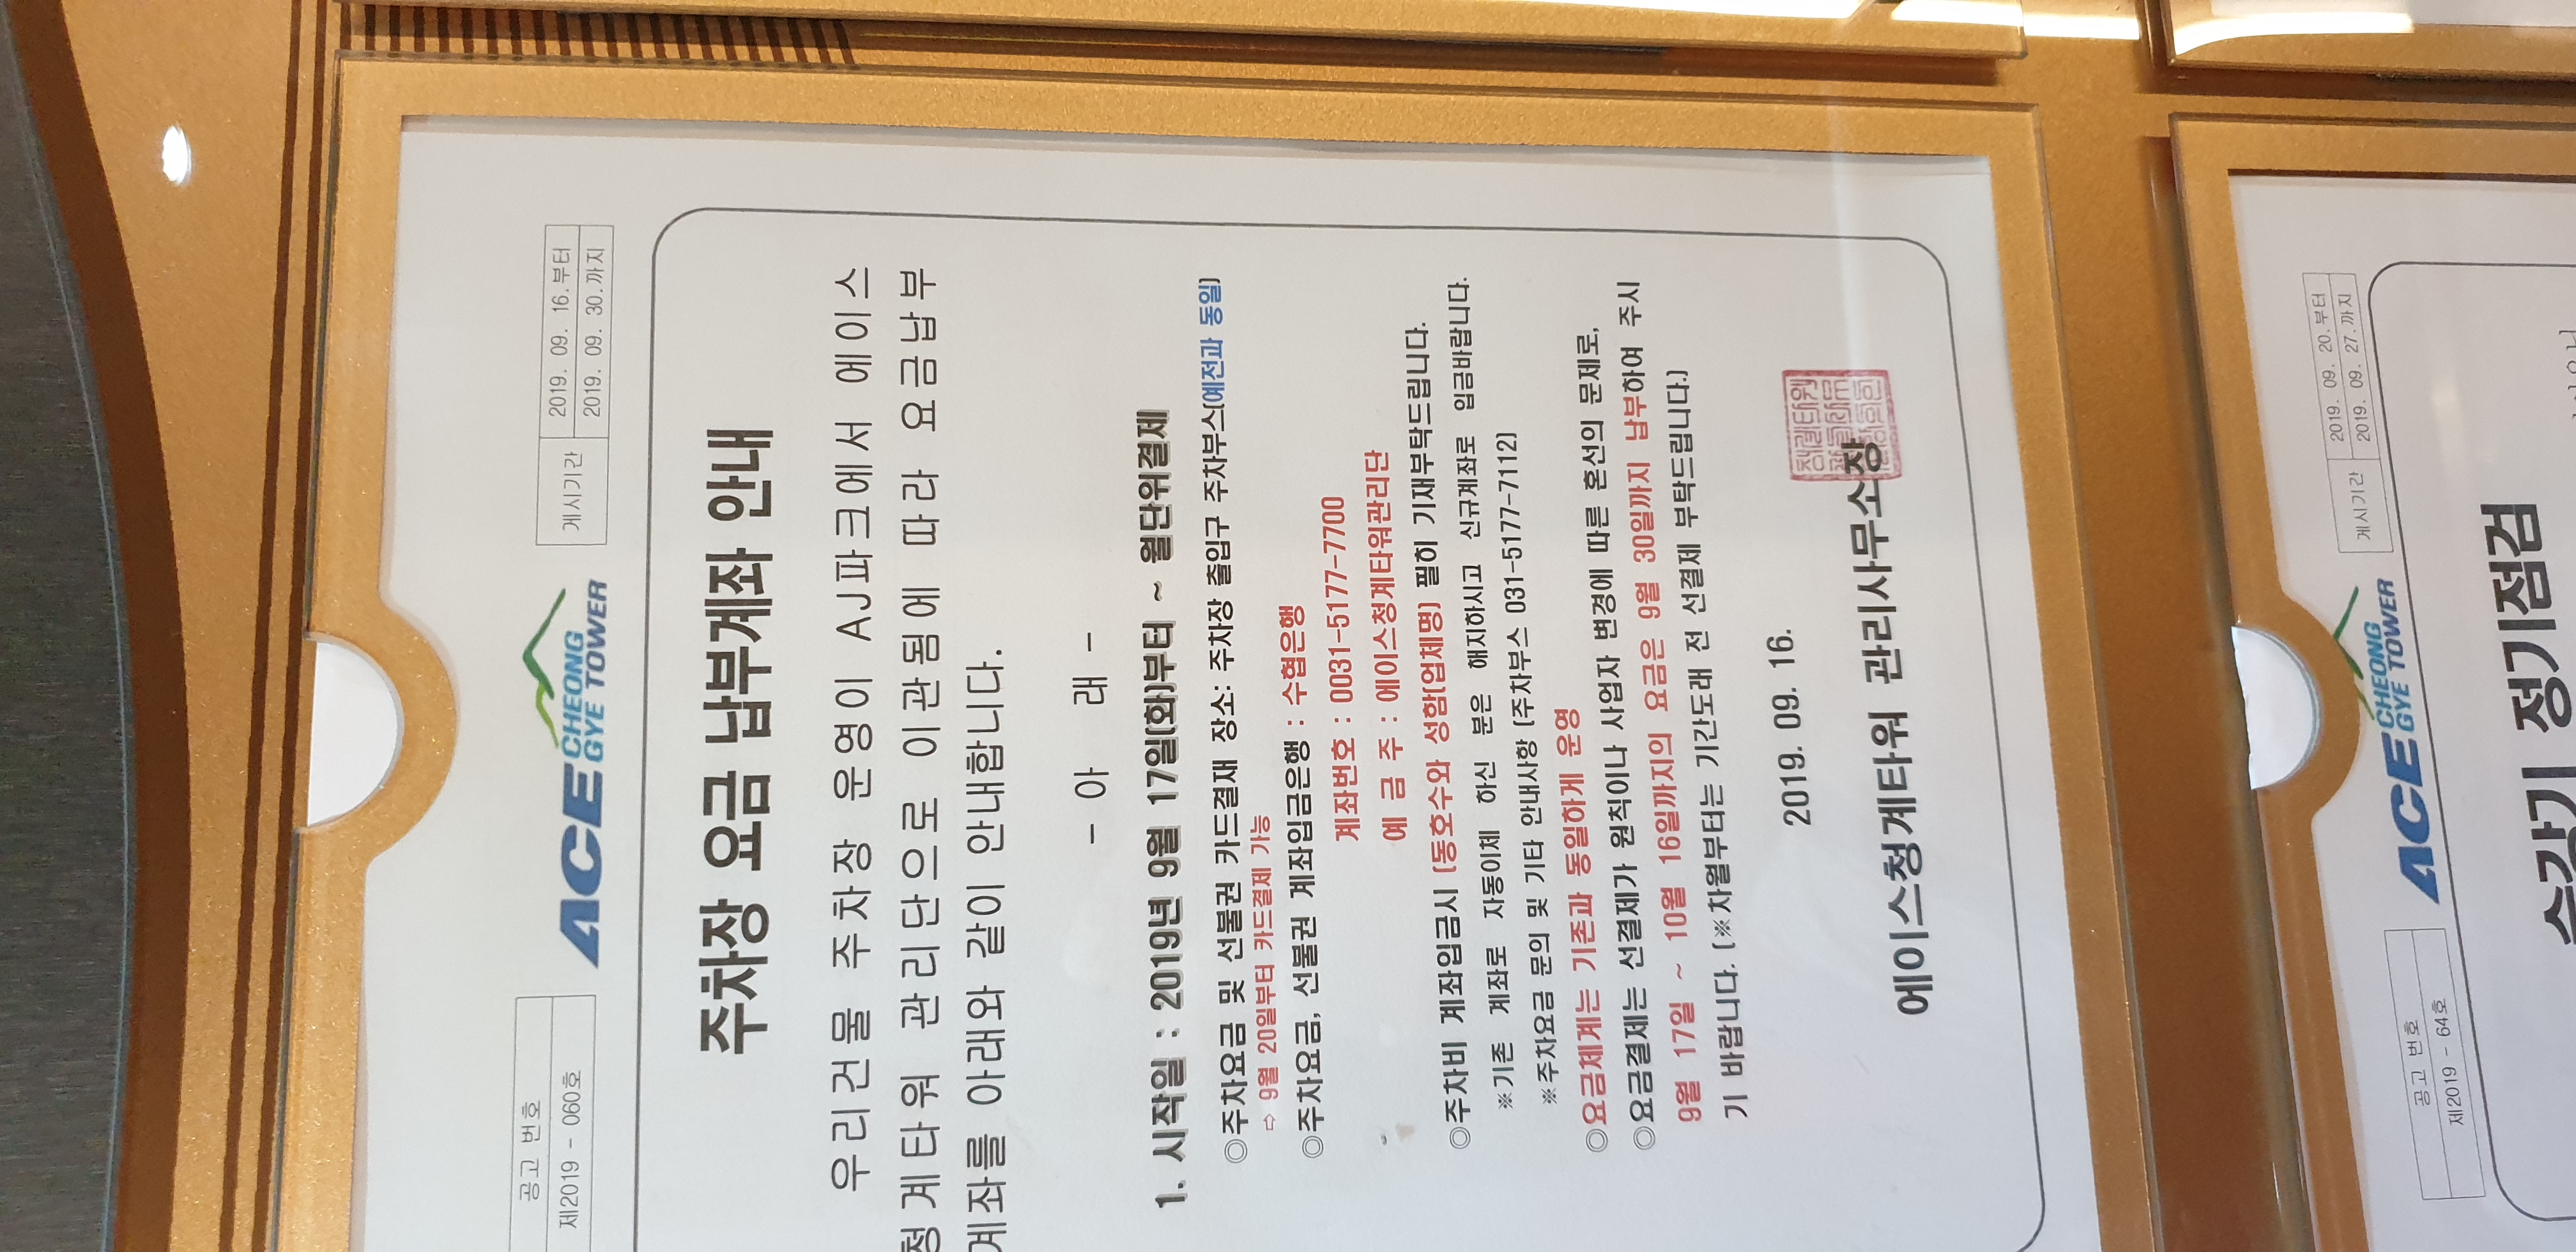 공고 번호
제2019 - 060호
ACE CHEONG
GYE TOWER
게시기간
2019. 09. 16.부터
2019. 09. 30.까지
주차장 요금 납부계좌 안내
우리건물 주차장 운영이 AJ파크에서 에이스
청계타워 관리단으로 이관됨에 따라 요금납부
계좌를 아래와 같이 안내합니다.
- 아 래 -
1. 시작일 : 2019년 9월 17일(화)부터 ~ 월단위결제
◎주차요금 및 선불권 카드결재 장소: 주차장 출입구 주차부스(예전과 동일)
⇨ 9월 20일부터 카드결제 가능
◎주차요금, 선불권 계좌입금은행 : 수협은행
계좌번호 : 0031-5177-7700
예 금 주 : 에이스청계타워관리단
◎주차비 계좌입금시 (동호수와 성함(업체명) 필히 기재부탁드립니다.
※기존 계좌로 자동이체 하신 분은 해지하시고 신규계좌로 입금바랍니다.
※주차요금 문의 및 기타 안내사항 (주차부스 031-5177-7112)
◎요금체계는 기존과 동일하게 운영
◎요금결제는 선결제가 원칙이나 사업자 변경에 따른 혼선의 문제로,
9월 17일 ~ 10월 16일까지의 요금은 9월 30일까지 납부하여 주시
기 바랍니다. (※차월부터는 기간도래 전 선결제 부탁드립니다.)
2019. 09. 16.
에이스청계타워 관리사무소장
공고 번호
제2019 - 64호
ACE CHEONG
GYE TOWER
게시기간
2019. 09. 20.부터
2019. 09. 27.까지
승강기 정기점검